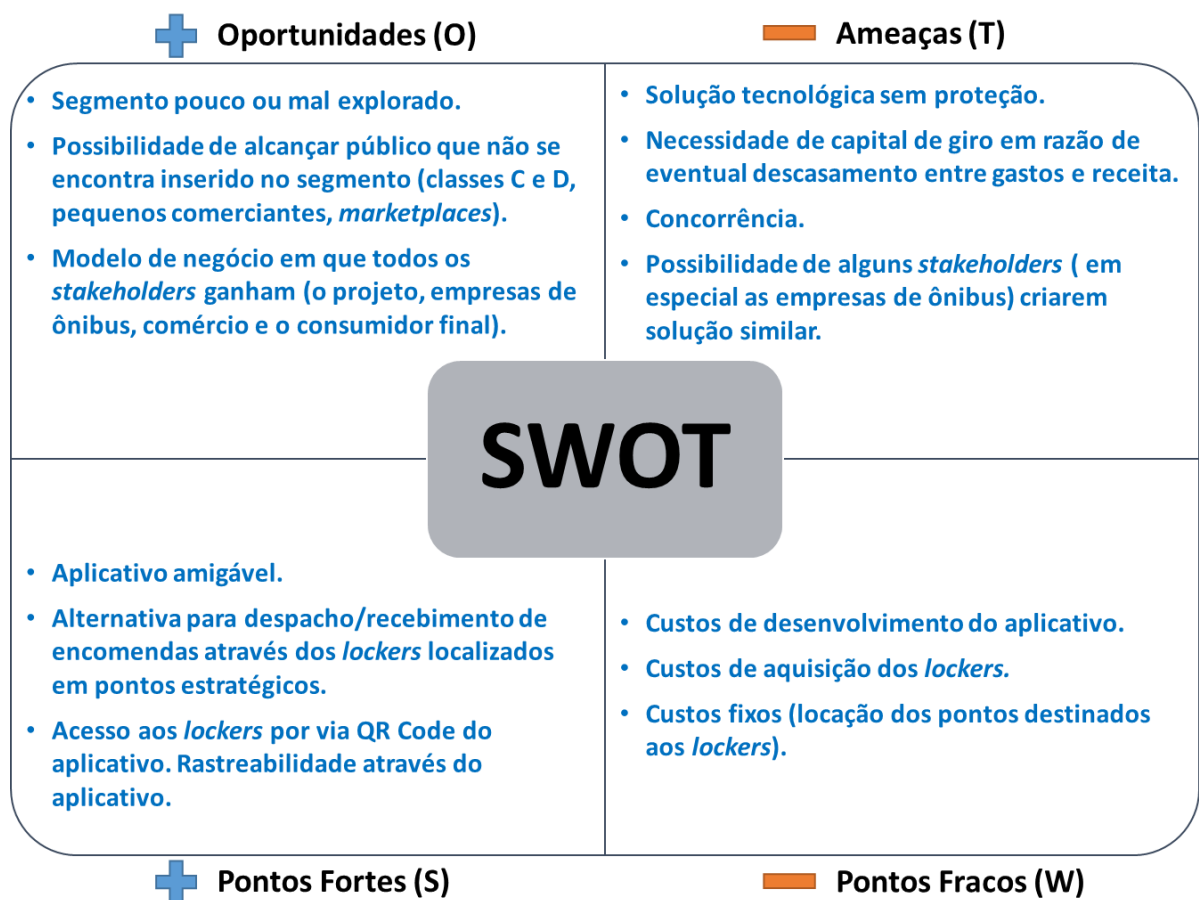 Oportunidades (O)
• Segmento pouco ou mal explorado.
• Possibilidade de alcançar público que não se
encontra inserido no segmento (classes C e D,
pequenos comerciantes, marketplaces).
• Modelo de negócio em que todos os
stakeholders ganham (o projeto, empresas de
ônibus, comércio e o consumidor final).
Ameaças (T)
• Solução tecnológica sem proteção.
• Necessidade de capital de giro em razão de
eventual descasamento entre gastos e receita.
• Concorrência.
• Possibilidade de alguns stakeholders ( em
especial as empresas de ônibus) criarem
solução similar.
SWOT
• Aplicativo amigável.
• Alternativa para despacho/recebimento de
encomendas através dos lockers localizados
em pontos estratégicos.
• Acesso aos lockers por via QR Code do
aplicativo. Rastreabilidade através do
aplicativo.
Pontos Fortes (S)
• Custos de desenvolvimento do aplicativo.
• Custos de aquisição dos lockers.
• Custos fixos (locação dos pontos destinados
aos lockers).
Pontos Fracos (W)